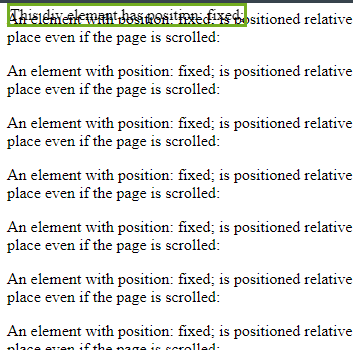 This div element has position: fixed;
An element with position: fixed; is positioned relative
place even if the page is scrolled:
An element with position: fixed; is positioned relative
place even if the page is scrolled:
An element with position: fixed; is positioned relative
place even if the page is scrolled:
An element with position: fixed; is positioned relative
place even if the page is scrolled:
An element with position: fixed; is positioned relative
place even if the page is scrolled:
An element with position: fixed; is positioned relative
place even if the page is scrolled:
An element with position: fixed; is positioned relative
place even if the page is scrolled: